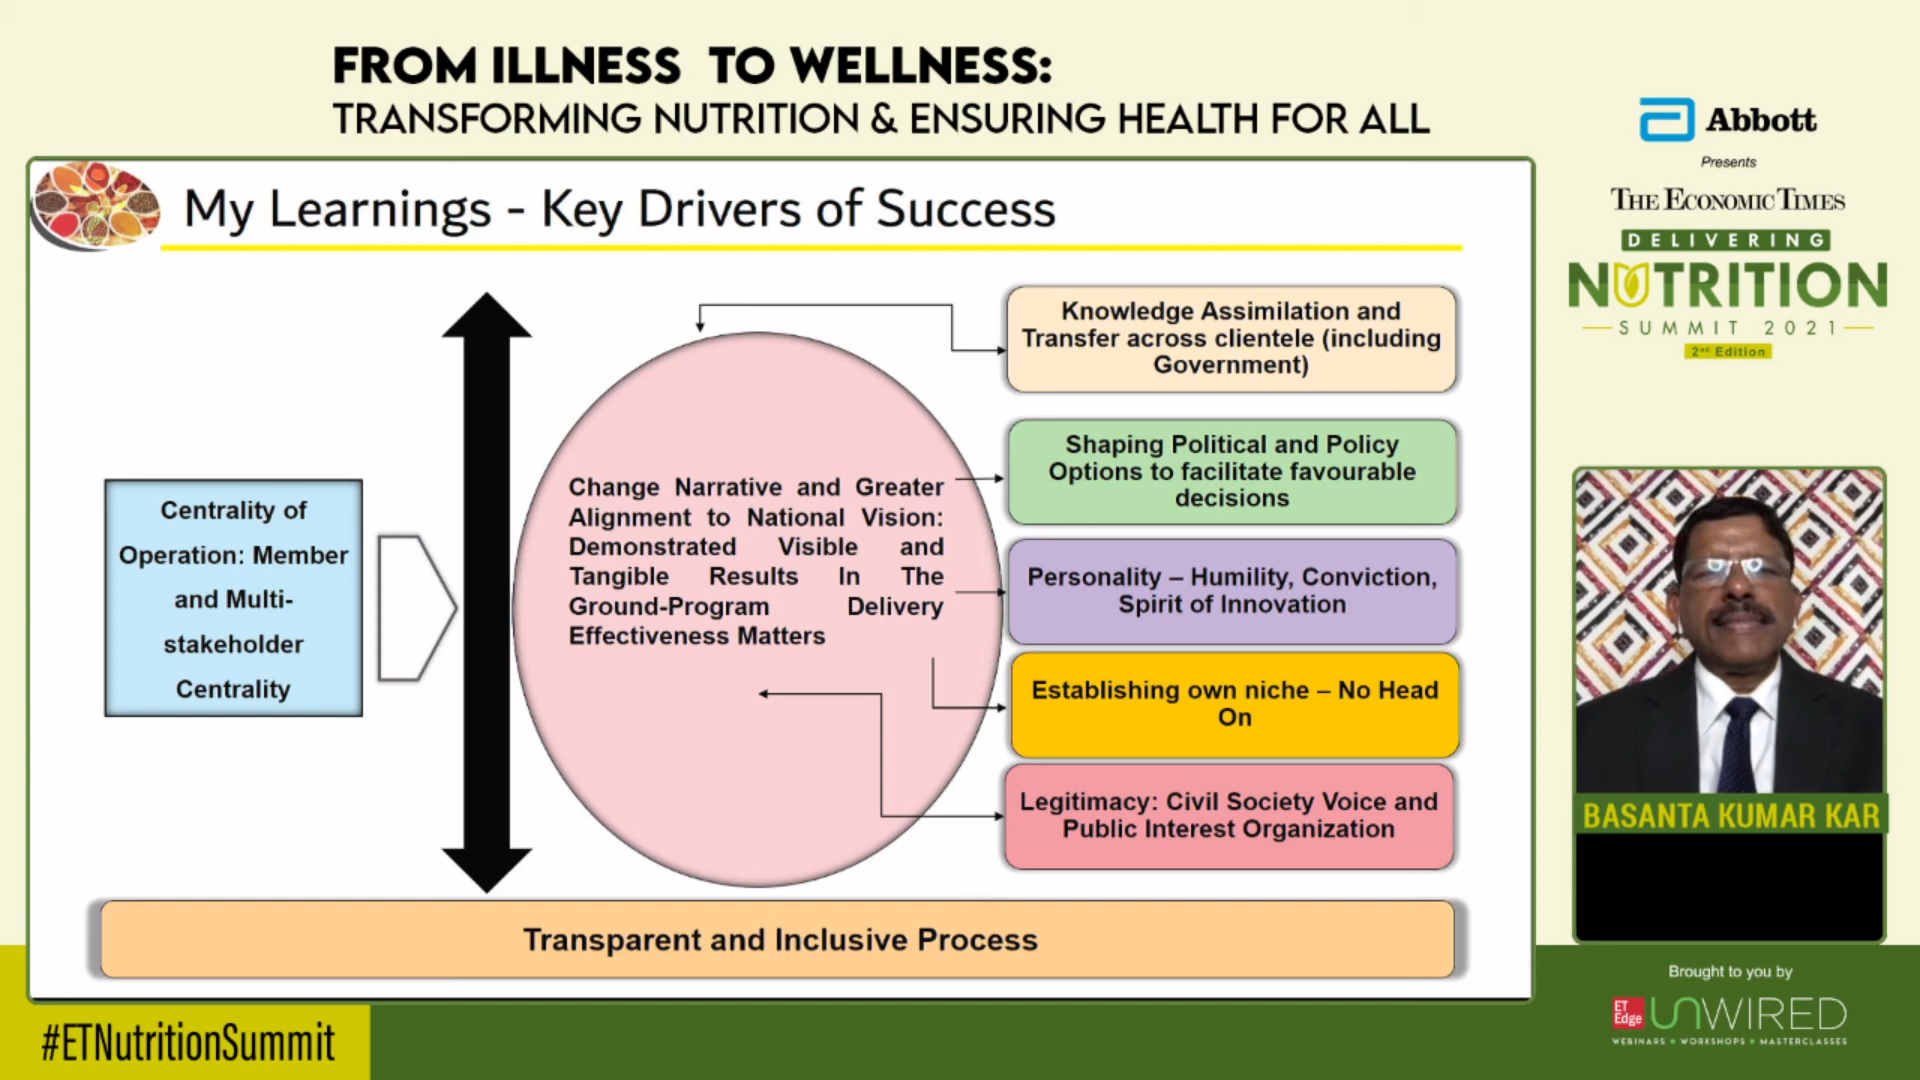 FROM ILLNESS TO WELLNESS:
TRANSFORMING NUTRITION & ENSURING HEALTH FOR ALL
Abbott
Presents
THE ECONOMIC TIMES
DELIVERING
NUTRITION
SUMMIT 2021
2nd Edition
My Learnings - Key Drivers of Success
Centrality of
Operation: Member
and Multi-
stakeholder
Centrality
Change Narrative and Greater
Alignment to National Vision:
Demonstrated Visible and
Tangible Results In The
Ground-Program Delivery
Effectiveness Matters
Knowledge Assimilation and
Transfer across clientele (including
Government)
Shaping Political and Policy
Options to facilitate favourable
decisions
Personality – Humility, Conviction,
Spirit of Innovation
Establishing own niche – No Head
On
Legitimacy: Civil Society Voice and
Public Interest Organization
Transparent and Inclusive Process
BASANTA KUMAR KAR
Brought to you by
ET
Edge
UNWIRED
WEBINARS • WORKSHOPS • MASTERCLASSES
#ETNutritionSummit